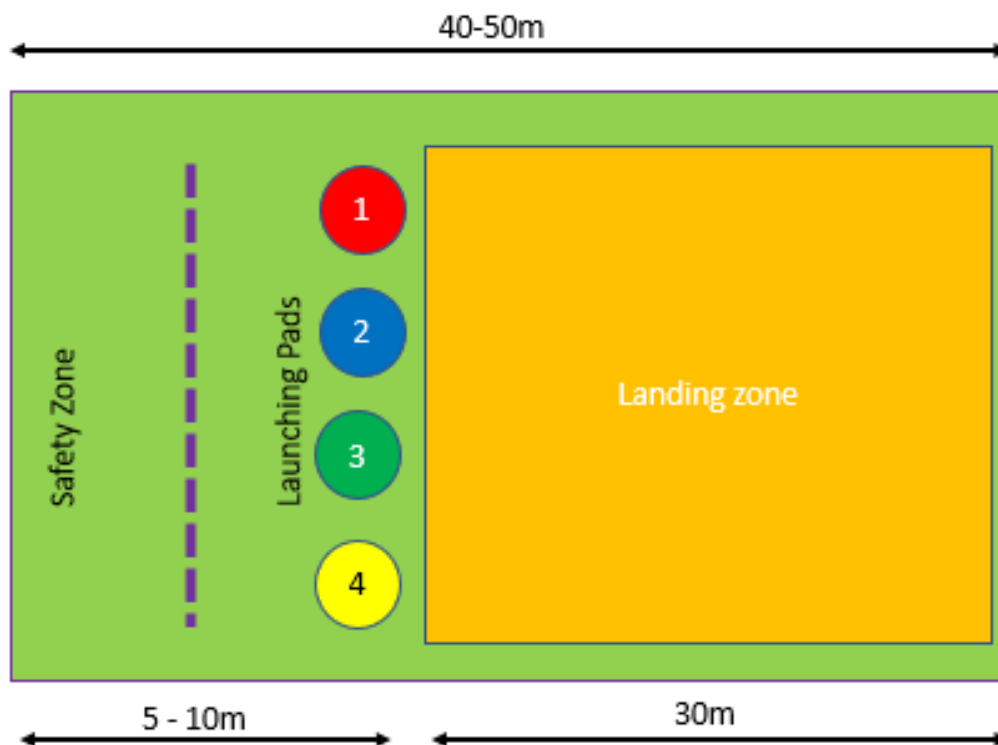 40-50m
Safety Zone
Launching Pads
1
2
3
4
Landing zone
5 - 10m
30m